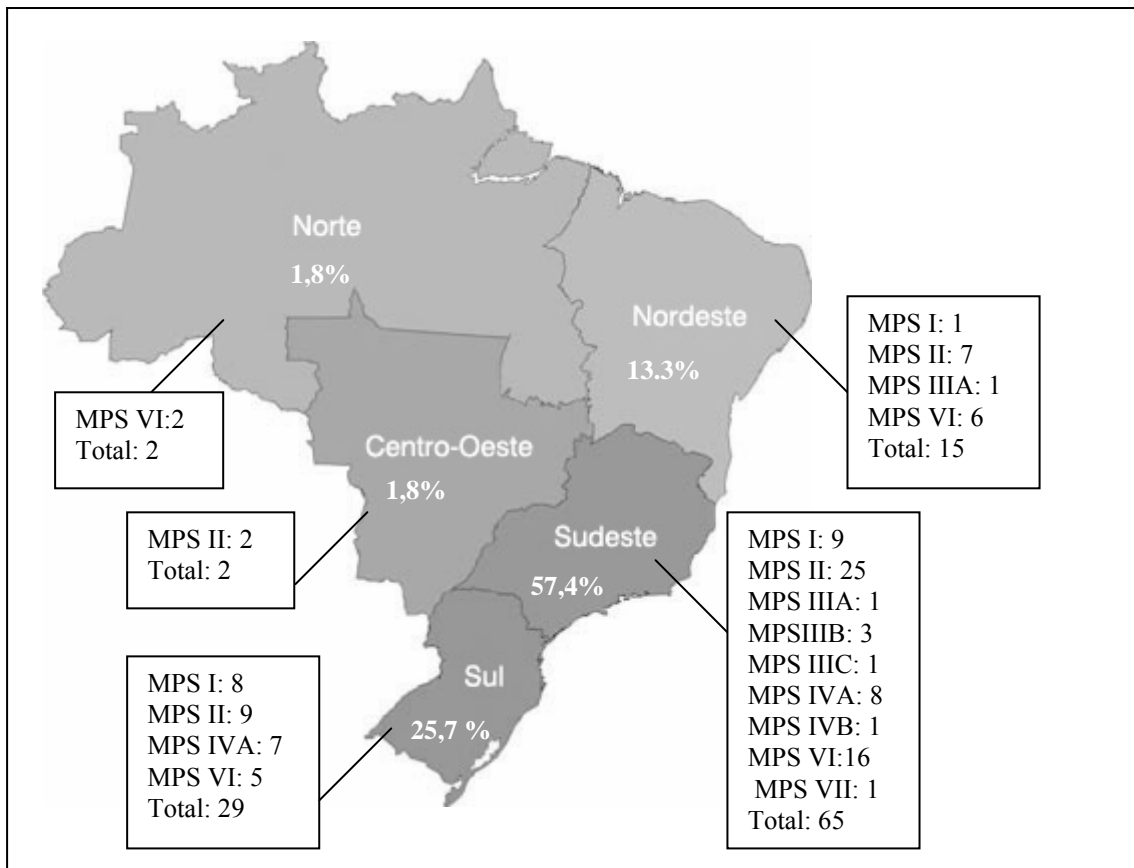 Norte
1,8%
Nordeste
13.3%
MPS I: 1
MPS II: 7
MPS IIIA: 1
MPS VI: 6
Total: 15
MPS VI:2
Total: 2
Centro-Oeste
1,8%
MPS II: 2
Total: 2
Sudeste
57,4%
MPS I: 9
MPS II: 25
MPS IIIA: 1
MPSIIIB: 3
MPS IIIC: 1
MPS IVA: 8
MPS IVB: 1
MPS VI:16
MPS VII: 1
Total: 65
Sul
25,7 %
MPS I: 8
MPS II: 9
MPS IVA: 7
MPS VI: 5
Total: 29